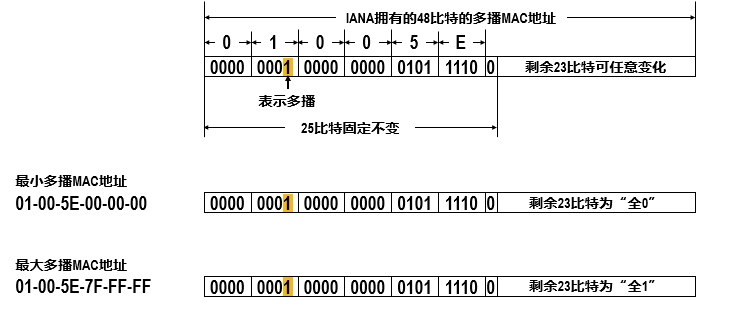 IANA拥有的48比特的多播MAC地址
0 1 0 0 5 E
0000 0001 0000 0000 0101 1110 0 剩余23比特可任意变化
表示多播
25比特固定不变
最小多播MAC地址
01-00-5E-00-00-00
0000 0001 0000 0000 0101 1110 0 剩余23比特为“全0”
最大多播MAC地址
01-00-5E-7F-FF-FF
0000 0001 0000 0000 0101 1110 0 剩余23比特为“全1”